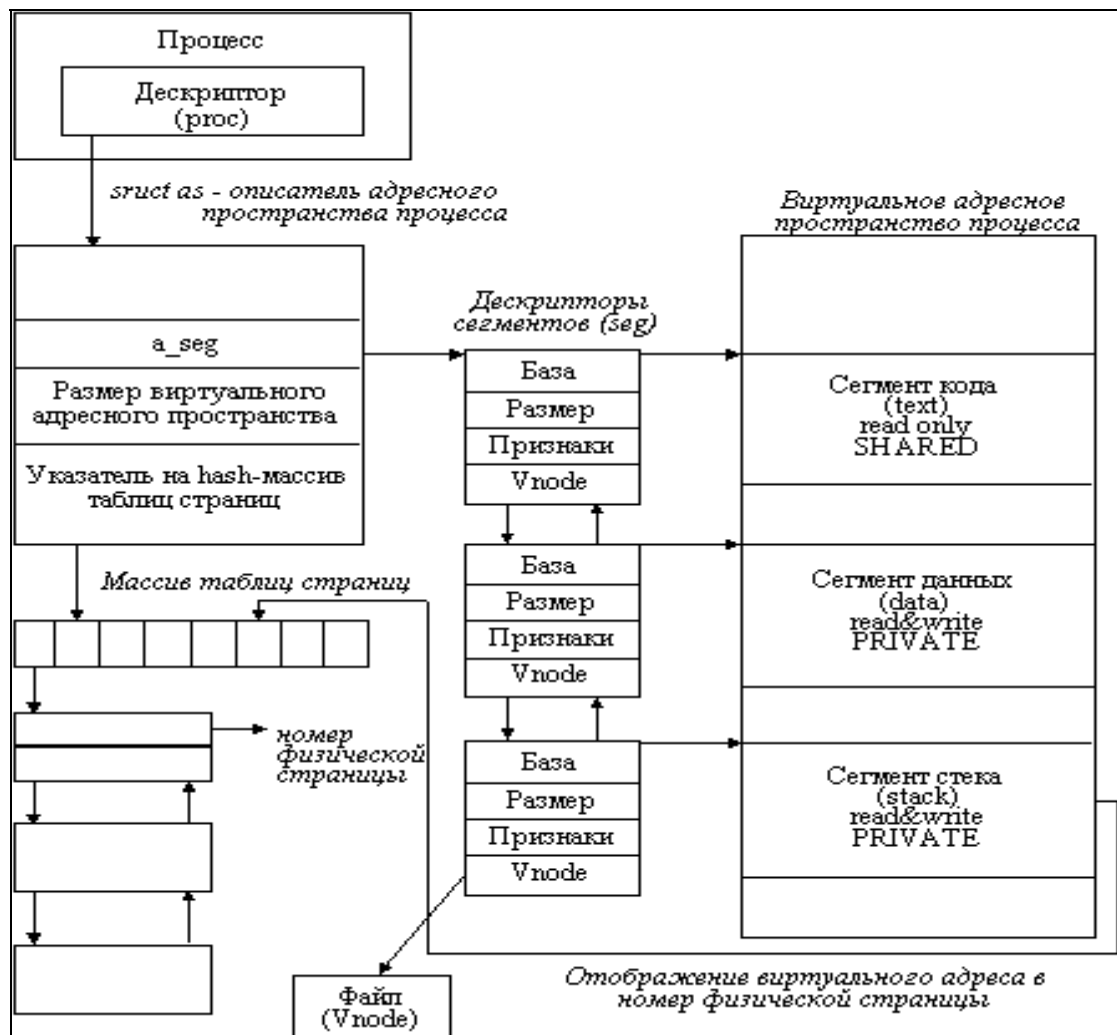 Процесс
Дескриптор
(proc)
sruct as - описатель адресного
пространства процесса
Виртуальное адресное
пространство процесса
Дескрипторы
сегментов (seg)
a_seg
Размер виртуального
адресного пространства
Указатель на hash-массив
таблиц страниц
База
Размер
Признаки
Vnode
Сегмент кода
(text)
read only
SHARED
Массив таблиц страниц
База
Размер
Признаки
Vnode
Сегмент данных
(data)
read&write
PRIVATE
номер
физической
страницы
База
Размер
Признаки
Vnode
Сегмент стека
(stack)
read&write
PRIVATE
Файл
(Vnode)
Отображение виртуального адреса в
номер физической страницы